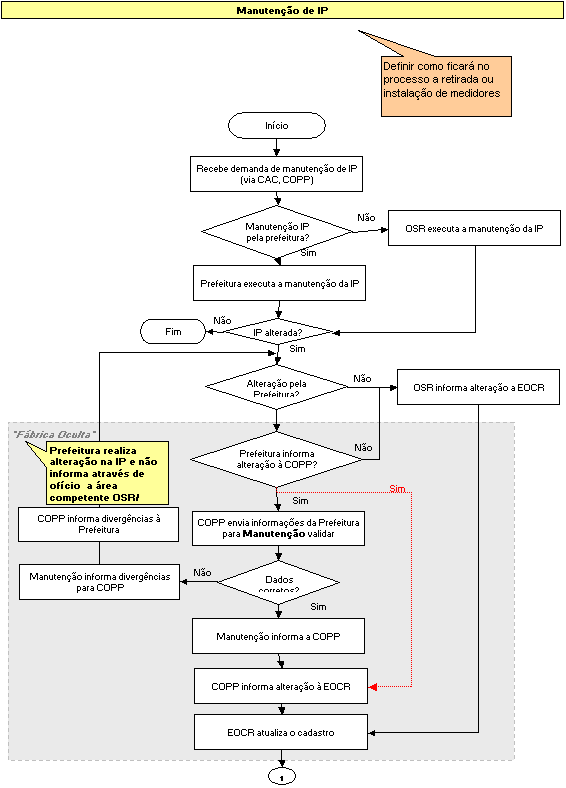 Manutenção de IP
Definir como ficará no
processo a retirada ou
instalação de medidores
Início
Recebe demanda de manutenção de IP
(via CAC, COPP)
Manutenção IP
pela prefeitura?
Não
OSR executa a manutenção da IP
Sim
Prefeitura executa a manutenção da IP
Fim
Não
IP alterada?
Sim
Alteração pela
Prefeitura?
Não
OSR informa alteração a EOCR
"Fábrica Oculta"
Prefeitura realiza
alteração na IP e não
informa através de
ofício a área
competente OSR/
Prefeitura informa
alteração à COPP?
Não
Sim
Sim
COPP informa divergências à
Prefeitura
COPP envia informações da Prefeitura
para Manutenção validar
Manutenção informa divergências
para COPP
Não
Dados
corretos?
Sim
Manutenção informa a COPP
COPP informa alteração à EOCR
EOCR atualiza o cadastro
1